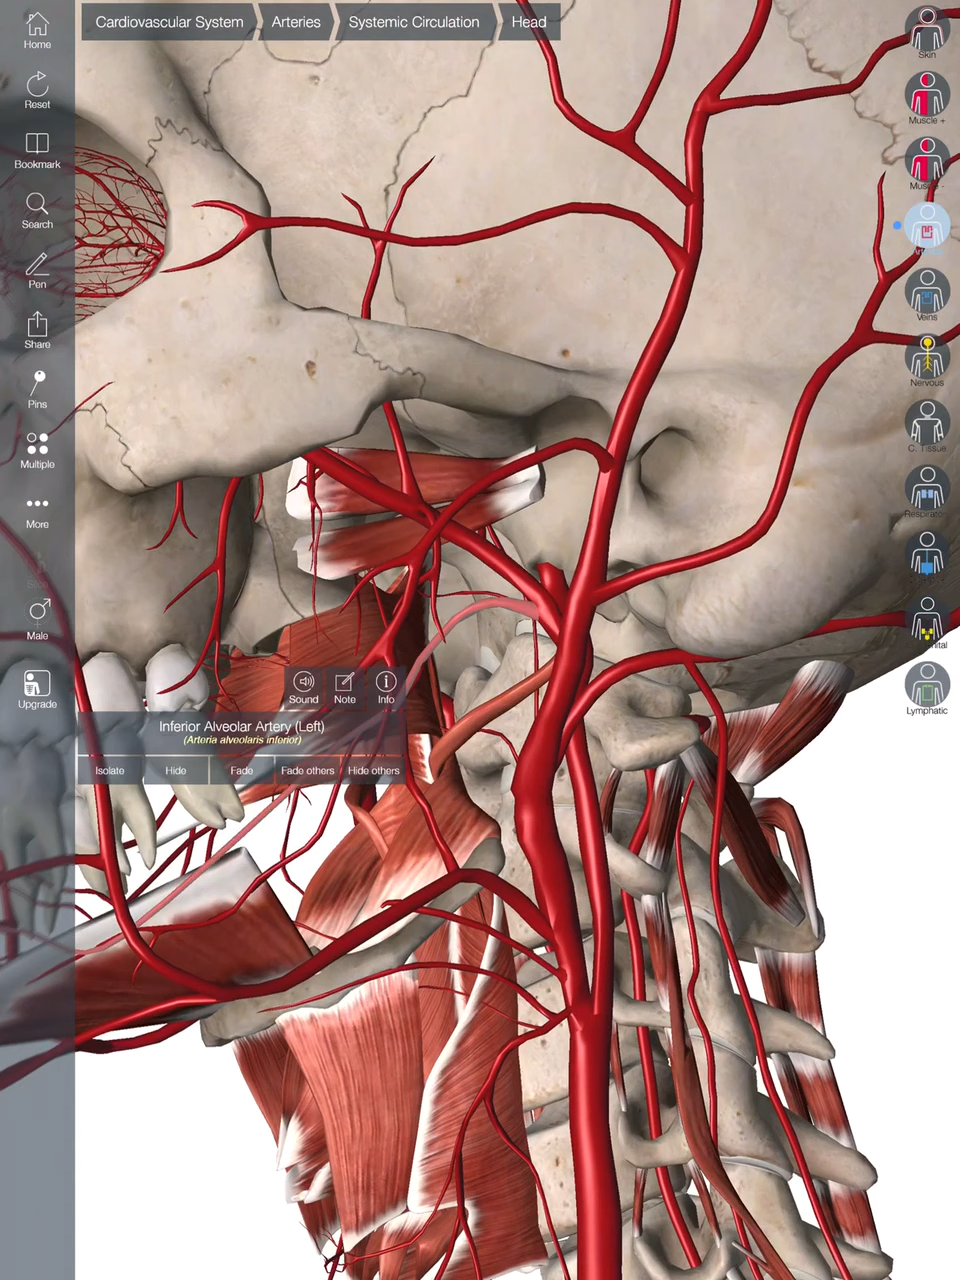 Cardiovascular System
Arteries
Systemic Circulation
Head
Home
Reset
Bookmark
Search
Pen
Share
Pins
Multiple
More
Male
Upgrade
Skin
Muscle +
Muscle -
Veins
Nervous
C. Tissue
Lymphatic
Sound
Note
Info
Inferior Alveolar Artery (Left)
(Arteria alveolaris inferior)
Isolate
Hide
Fade
Fade others
Hide others